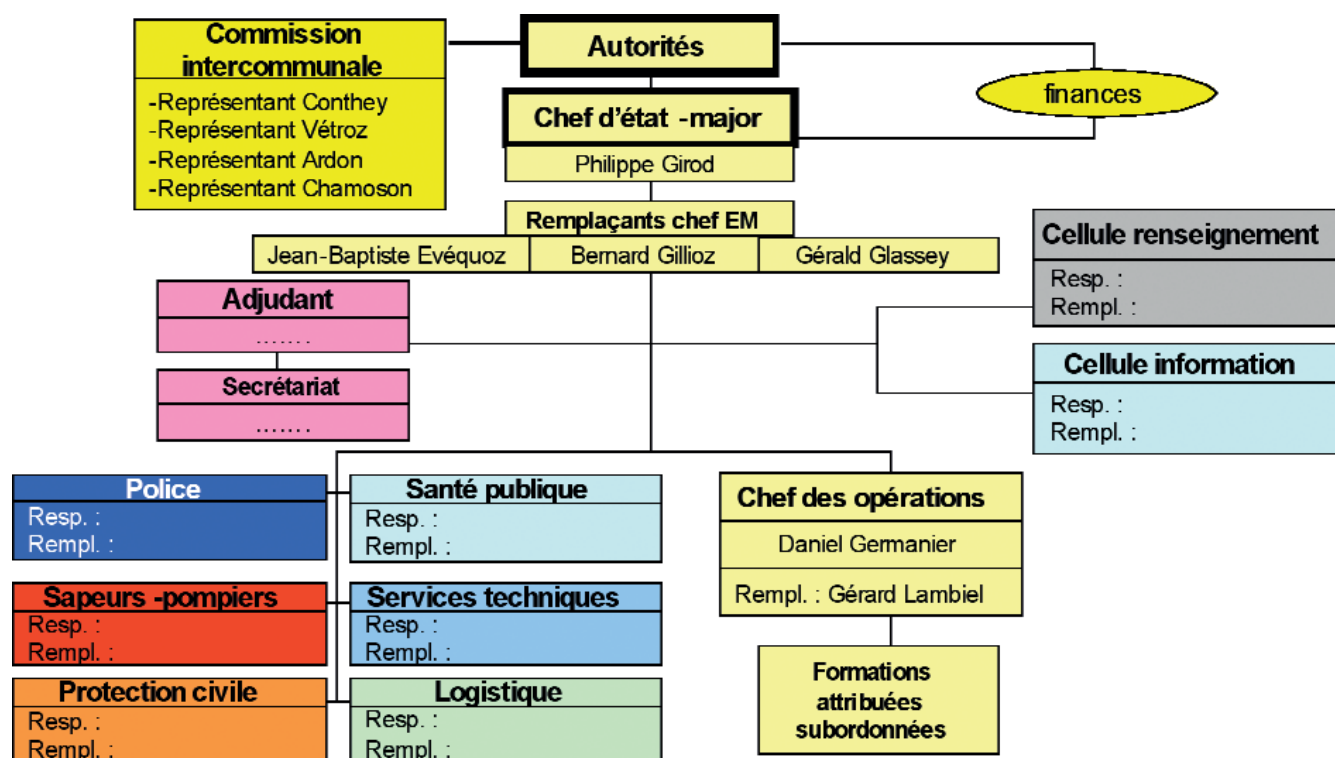 Commission
intercommunale
-Représentant Conthey
-Représentant Vétroz
-Représentant Ardon
-Représentant Chamoson
Autorités
finances
Chef d'état -major
Philippe Girod
Remplaçants chef EM
Jean-Baptiste Evéquoz
Bernard Gillioz
Gérald Glassey
Cellule renseignement
Resp. :
Rempl. :
Adjudant
.......
Secrétariat
.......
Cellule information
Resp. :
Rempl. :
Police
Resp. :
Rempl. :
Santé publique
Resp. :
Rempl. :
Chef des opérations
Daniel Germanier
Rempl. : Gérard Lambiel
Sapeurs -pompiers
Resp. :
Rempl. :
Services techniques
Resp. :
Rempl. :
Formations
attribuées
subordonnées
Protection civile
Resp. :
Rempl. :
Logistique
Resp. :
Rempl. :